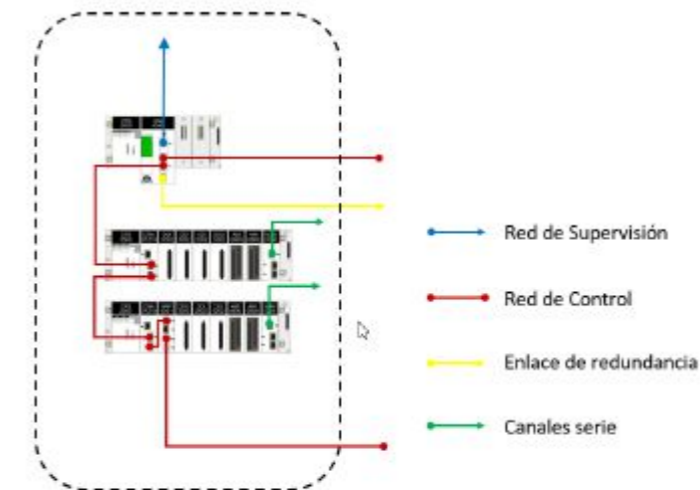 Red de Supervisión
Red de Control
Enlace de redundancia
Canales serie